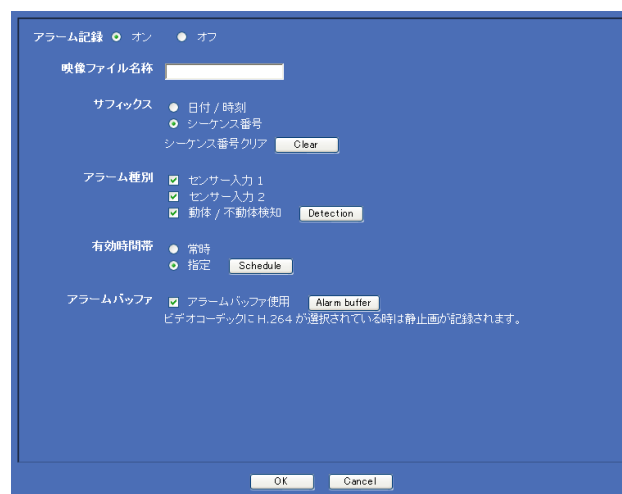 アラーム記録 オン オフ
映像ファイル名称
サフィックス 日付 / 時刻
シーケンス番号
シーケンス番号クリア Clear
アラーム種別 センサー入力 1
センサー入力 2
動体 / 不動体検知 Detection
有効時間帯 常時
指定 Schedule
アラームバッファ アラームバッファ使用 Alarm buffer
ビデオコーデックに H.264 が選択されている時は静止画が記録されます。
OK Cancel